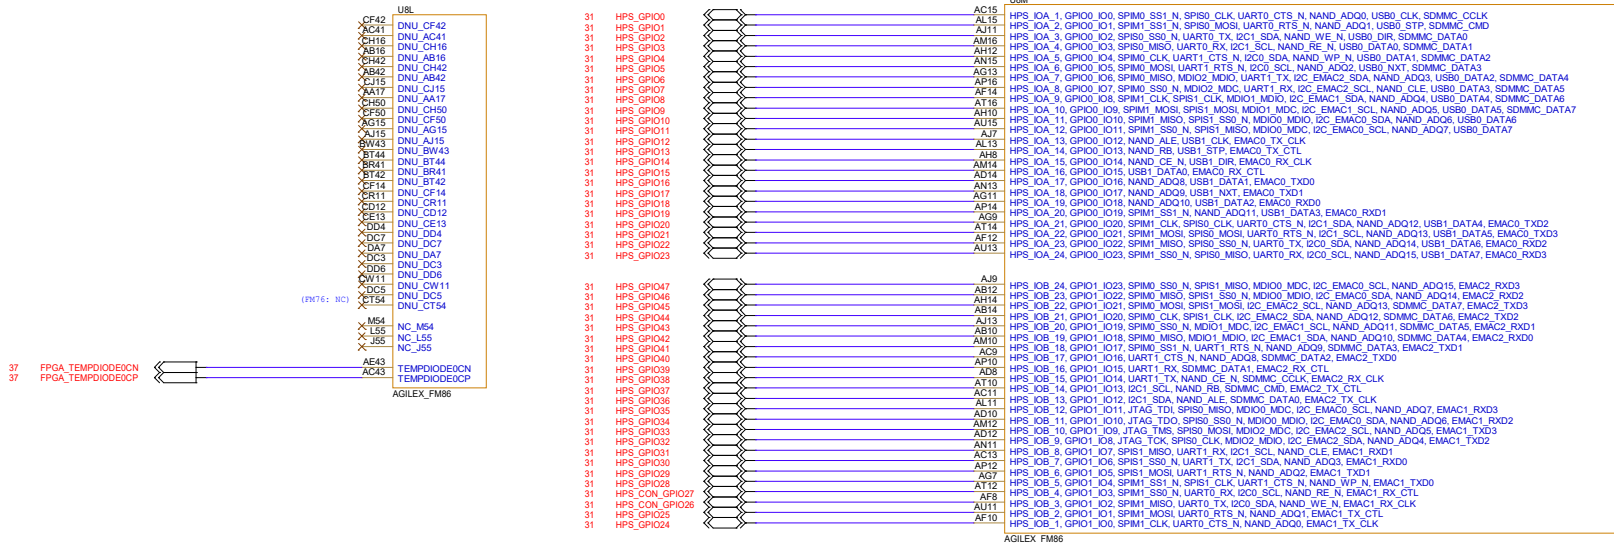 U8L
CF42 DNU_CF42
AC41 DNU_AC41
CH16 DNU_CH16
AB16 DNU_AB16
CH42 DNU_CH42
AB42 DNU_AB42
CJ15 DNU_CJ15
AA17 DNU_AA17
CH50 DNU_CH50
CF50 DNU_CF50
AG15 DNU_AG15
AJ15 DNU_AJ15
BW43 DNU_BW43
BT44 DNU_BT44
BR41 DNU_BR41
BT42 DNU_BT42
CF14 DNU_CF14
CR11 DNU_CR11
CD12 DNU_CD12
CE13 DNU_CE13
DD4 DNU_DD4
DC7 DNU_DC7
DA7 DNU_DA7
DC3 DNU_DC3
DD6 DNU_DD6
CW11 DNU_CW11
DC5 DNU_DC5
(FM76: NC) CT54 DNU_CT54
M54 NC_M54
L55 NC_L55
J55 NC_J55
37 FPGA_TEMPDIODE0CN AE43 TEMPDIODE0CN
37 FPGA_TEMPDIODE0CP AC43 TEMPDIODE0CP
AGILEX_FM86
U8M
31 HPS_GPIO0 AC15 HPS_IOA_1, GPIO0_IO0, SPIM0_SS1_N, SPIS0_CLK, UART0_CTS_N, NAND_ADQ0, USB0_CLK, SDMMC_CCLK
31 HPS_GPIO1 AL15 HPS_IOA_2, GPIO0_IO1, SPIM1_SS1_N, SPIS0_MOSI, UART0_RTS_N, NAND_ADQ1, USB0_STP, SDMMC_CMD
31 HPS_GPIO2 AJ11 HPS_IOA_3, GPIO0_IO2, SPIS0_SS0_N, UART0_TX, I2C1_SDA, NAND_WE_N, USB0_DIR, SDMMC_DATA0
31 HPS_GPIO3 AM16 HPS_IOA_4, GPIO0_IO3, SPIS0_MISO, UART0_RX, I2C1_SCL, NAND_RE_N, USB0_DATA0, SDMMC_DATA1
31 HPS_GPIO4 AH12 HPS_IOA_5, GPIO0_IO4, SPIM0_CLK, UART1_CTS_N, I2C0_SDA, NAND_WP_N, USB0_DATA1, SDMMC_DATA2
31 HPS_GPIO5 AN15 HPS_IOA_6, GPIO0_IO5, SPIM0_MOSI, UART1_RTS_N, I2C0_SCL, NAND_ADQ2, USB0_NXT, SDMMC_DATA3
31 HPS_GPIO6 AG13 HPS_IOA_7, GPIO0_IO6, SPIM0_MISO, MDIO2_MDIO, UART1_TX, I2C_EMAC2_SDA, NAND_ADQ3, USB0_DATA2, SDMMC_DATA4
31 HPS_GPIO7 AP16 HPS_IOA_8, GPIO0_IO7, SPIM0_SS0_N, MDIO2_MDC, UART1_RX, I2C_EMAC2_SCL, NAND_CLE, USB0_DATA3, SDMMC_DATA5
31 HPS_GPIO8 AF14 HPS_IOA_9, GPIO0_IO8, SPIM1_CLK, SPIS1_CLK, MDIO1_MDIO, I2C_EMAC1_SDA, NAND_ADQ4, USB0_DATA4, SDMMC_DATA6
31 HPS_GPIO9 AT16 HPS_IOA_10, GPIO0_IO9, SPIM1_MOSI, SPIS1_MOSI, MDIO1_MDC, I2C_EMAC1_SCL, NAND_ADQ5, USB0_DATA5, SDMMC_DATA7
31 HPS_GPIO10 AH10 HPS_IOA_11, GPIO0_IO10, SPIM1_MISO, SPIS1_SS0_N, MDIO0_MDIO, I2C_EMAC0_SDA, NAND_ADQ6, USB0_DATA6
31 HPS_GPIO11 AU15 HPS_IOA_12, GPIO0_IO11, SPIM1_SS0_N, SPIS1_MISO, MDIO0_MDC, I2C_EMAC0_SCL, NAND_ADQ7, USB0_DATA7
31 HPS_GPIO12 AJ7 HPS_IOA_13, GPIO0_IO12, NAND_ALE, USB1_CLK, EMAC0_TX_CLK
31 HPS_GPIO13 AL13 HPS_IOA_14, GPIO0_IO13, NAND_RB, USB1_STP, EMAC0_TX_CTL
31 HPS_GPIO14 AH8 HPS_IOA_15, GPIO0_IO14, NAND_CE_N, USB1_DIR, EMAC0_RX_CLK
31 HPS_GPIO15 AM14 HPS_IOA_16, GPIO0_IO15, USB1_DATA0, EMAC0_RX_CTL
31 HPS_GPIO16 AD14 HPS_IOA_17, GPIO0_IO16, NAND_ADQ8, USB1_DATA1, EMAC0_TXD0
31 HPS_GPIO17 AN13 HPS_IOA_18, GPIO0_IO17, NAND_ADQ9, USB1_NXT, EMAC0_TXD1
31 HPS_GPIO18 AG11 HPS_IOA_19, GPIO0_IO18, NAND_ADQ10, USB1_DATA2, EMAC0_RXD0
31 HPS_GPIO19 AP14 HPS_IOA_20, GPIO0_IO19, SPIM1_SS1_N, NAND_ADQ11, USB1_DATA3, EMAC0_RXD1
31 HPS_GPIO20 AG9 HPS_IOA_21, GPIO0_IO20, SPIM1_CLK, SPIS0_CLK, UART0_CTS_N, I2C1_SDA, NAND_ADQ12, USB1_DATA4, EMAC0_TXD2
31 HPS_GPIO21 AT14 HPS_IOA_22, GPIO0_IO21, SPIM1_MOSI, SPIS0_MOSI, UART0_RTS_N, I2C1_SCL, NAND_ADQ13, USB1_DATA5, EMAC0_TXD3
31 HPS_GPIO22 AF12 HPS_IOA_23, GPIO0_IO22, SPIM1_MISO, SPIS0_SS0_N, UART0_TX, I2C0_SDA, NAND_ADQ14, USB1_DATA6, EMAC0_RXD2
31 HPS_GPIO23 AU13 HPS_IOA_24, GPIO0_IO23, SPIM1_SS0_N, SPIS0_MISO, UART0_RX, I2C0_SCL, NAND_ADQ15, USB1_DATA7, EMAC0_RXD3
31 HPS_GPIO47 AJ9 HPS_IOB_24, GPIO1_IO23, SPIM0_SS0_N, SPIS1_MISO, MDIO0_MDC, I2C_EMAC0_SCL, NAND_ADQ15, EMAC2_RXD3
31 HPS_GPIO46 AB12 HPS_IOB_23, GPIO1_IO22, SPIM0_MISO, SPIS1_SS0_N, MDIO0_MDIO, I2C_EMAC0_SDA, NAND_ADQ14, EMAC2_RXD2
31 HPS_GPIO45 AH14 HPS_IOB_22, GPIO1_IO21, SPIM0_MOSI, SPIS1_MOSI, I2C_EMAC2_SCL, NAND_ADQ13, SDMMC_DATA7, EMAC2_TXD3
31 HPS_GPIO44 AB14 HPS_IOB_21, GPIO1_IO20, SPIM0_CLK, SPIS1_CLK, I2C_EMAC2_SDA, NAND_ADQ12, SDMMC_DATA6, EMAC2_TXD2
31 HPS_GPIO43 AJ13 HPS_IOB_20, GPIO1_IO19, SPIM0_SS0_N, MDIO1_MDC, I2C_EMAC1_SCL, NAND_ADQ11, SDMMC_DATA5, EMAC2_RXD1
31 HPS_GPIO42 AB10 HPS_IOB_19, GPIO1_IO18, SPIM0_MISO, MDIO1_MDIO, I2C_EMAC1_SDA, NAND_ADQ10, SDMMC_DATA4, EMAC2_RXD0
31 HPS_GPIO41 AM10 HPS_IOB_18, GPIO1_IO17, SPIM0_SS1_N, UART1_RTS_N, NAND_ADQ9, SDMMC_DATA3, EMAC2_TXD1
31 HPS_GPIO40 AC9 HPS_IOB_17, GPIO1_IO16, UART1_CTS_N, NAND_ADQ8, SDMMC_DATA2, EMAC2_TXD0
31 HPS_GPIO39 AP10 HPS_IOB_16, GPIO1_IO15, UART1_RX, SDMMC_DATA1, EMAC2_RX_CTL
31 HPS_GPIO38 AD8 HPS_IOB_15, GPIO1_IO14, UART1_TX, NAND_CE_N, SDMMC_CCLK, EMAC2_RX_CLK
31 HPS_GPIO37 AT10 HPS_IOB_14, GPIO1_IO13, I2C1_SCL, NAND_RB, SDMMC_CMD, EMAC2_TX_CTL
31 HPS_GPIO36 AC11 HPS_IOB_13, GPIO1_IO12, I2C1_SDA, NAND_ALE, SDMMC_DATA0, EMAC2_TX_CLK
31 HPS_GPIO35 AL11 HPS_IOB_12, GPIO1_IO11, JTAG_TDI, SPIS0_MISO, MDIO0_MDC, I2C_EMAC0_SCL, NAND_ADQ7, EMAC1_RXD3
31 HPS_GPIO34 AD10 HPS_IOB_11, GPIO1_IO10, JTAG_TDO, SPIS0_SS0_N, MDIO0_MDIO, I2C_EMAC0_SDA, NAND_ADQ6, EMAC1_RXD2
31 HPS_GPIO33 AM12 HPS_IOB_10, GPIO1_IO9, JTAG_TMS, SPIS0_MOSI, MDIO2_MDC, I2C_EMAC2_SCL, NAND_ADQ5, EMAC1_TXD3
31 HPS_GPIO32 AD12 HPS_IOB_9, GPIO1_IO8, JTAG_TCK, SPIS0_CLK, MDIO2_MDIO, I2C_EMAC2_SDA, NAND_ADQ4, EMAC1_TXD2
31 HPS_GPIO31 AN11 HPS_IOB_8, GPIO1_IO7, SPIS1_MISO, UART1_RX, I2C1_SCL, NAND_CLE, EMAC1_RXD1
31 HPS_GPIO30 AC13 HPS_IOB_7, GPIO1_IO6, SPIS1_SS0_N, UART1_TX, I2C1_SDA, NAND_ADQ3, EMAC1_RXD0
31 HPS_GPIO29 AP12 HPS_IOB_6, GPIO1_IO5, SPIS1_MOSI, UART1_RTS_N, NAND_ADQ2, EMAC1_TXD1
31 HPS_GPIO28 AG7 HPS_IOB_5, GPIO1_IO4, SPIM1_SS1_N, SPIS1_CLK, UART1_CTS_N, NAND_WP_N, EMAC1_TXD0
31 HPS_CON_GPIO27 AT12 HPS_IOB_4, GPIO1_IO3, SPIM1_SS0_N, UART0_RX, I2C0_SCL, NAND_RE_N, EMAC1_RX_CTL
31 HPS_CON_GPIO26 AF8 HPS_IOB_3, GPIO1_IO2, SPIM1_MISO, UART0_TX, I2C0_SDA, NAND_WE_N, EMAC1_RX_CLK
31 HPS_GPIO25 AU11 HPS_IOB_2, GPIO1_IO1, SPIM1_MOSI, UART0_RTS_N, NAND_ADQ1, EMAC1_TX_CTL
31 HPS_GPIO24 AF10 HPS_IOB_1, GPIO1_IO0, SPIM1_CLK, UART0_CTS_N, NAND_ADQ0, EMAC1_TX_CLK
AGILEX_FM86